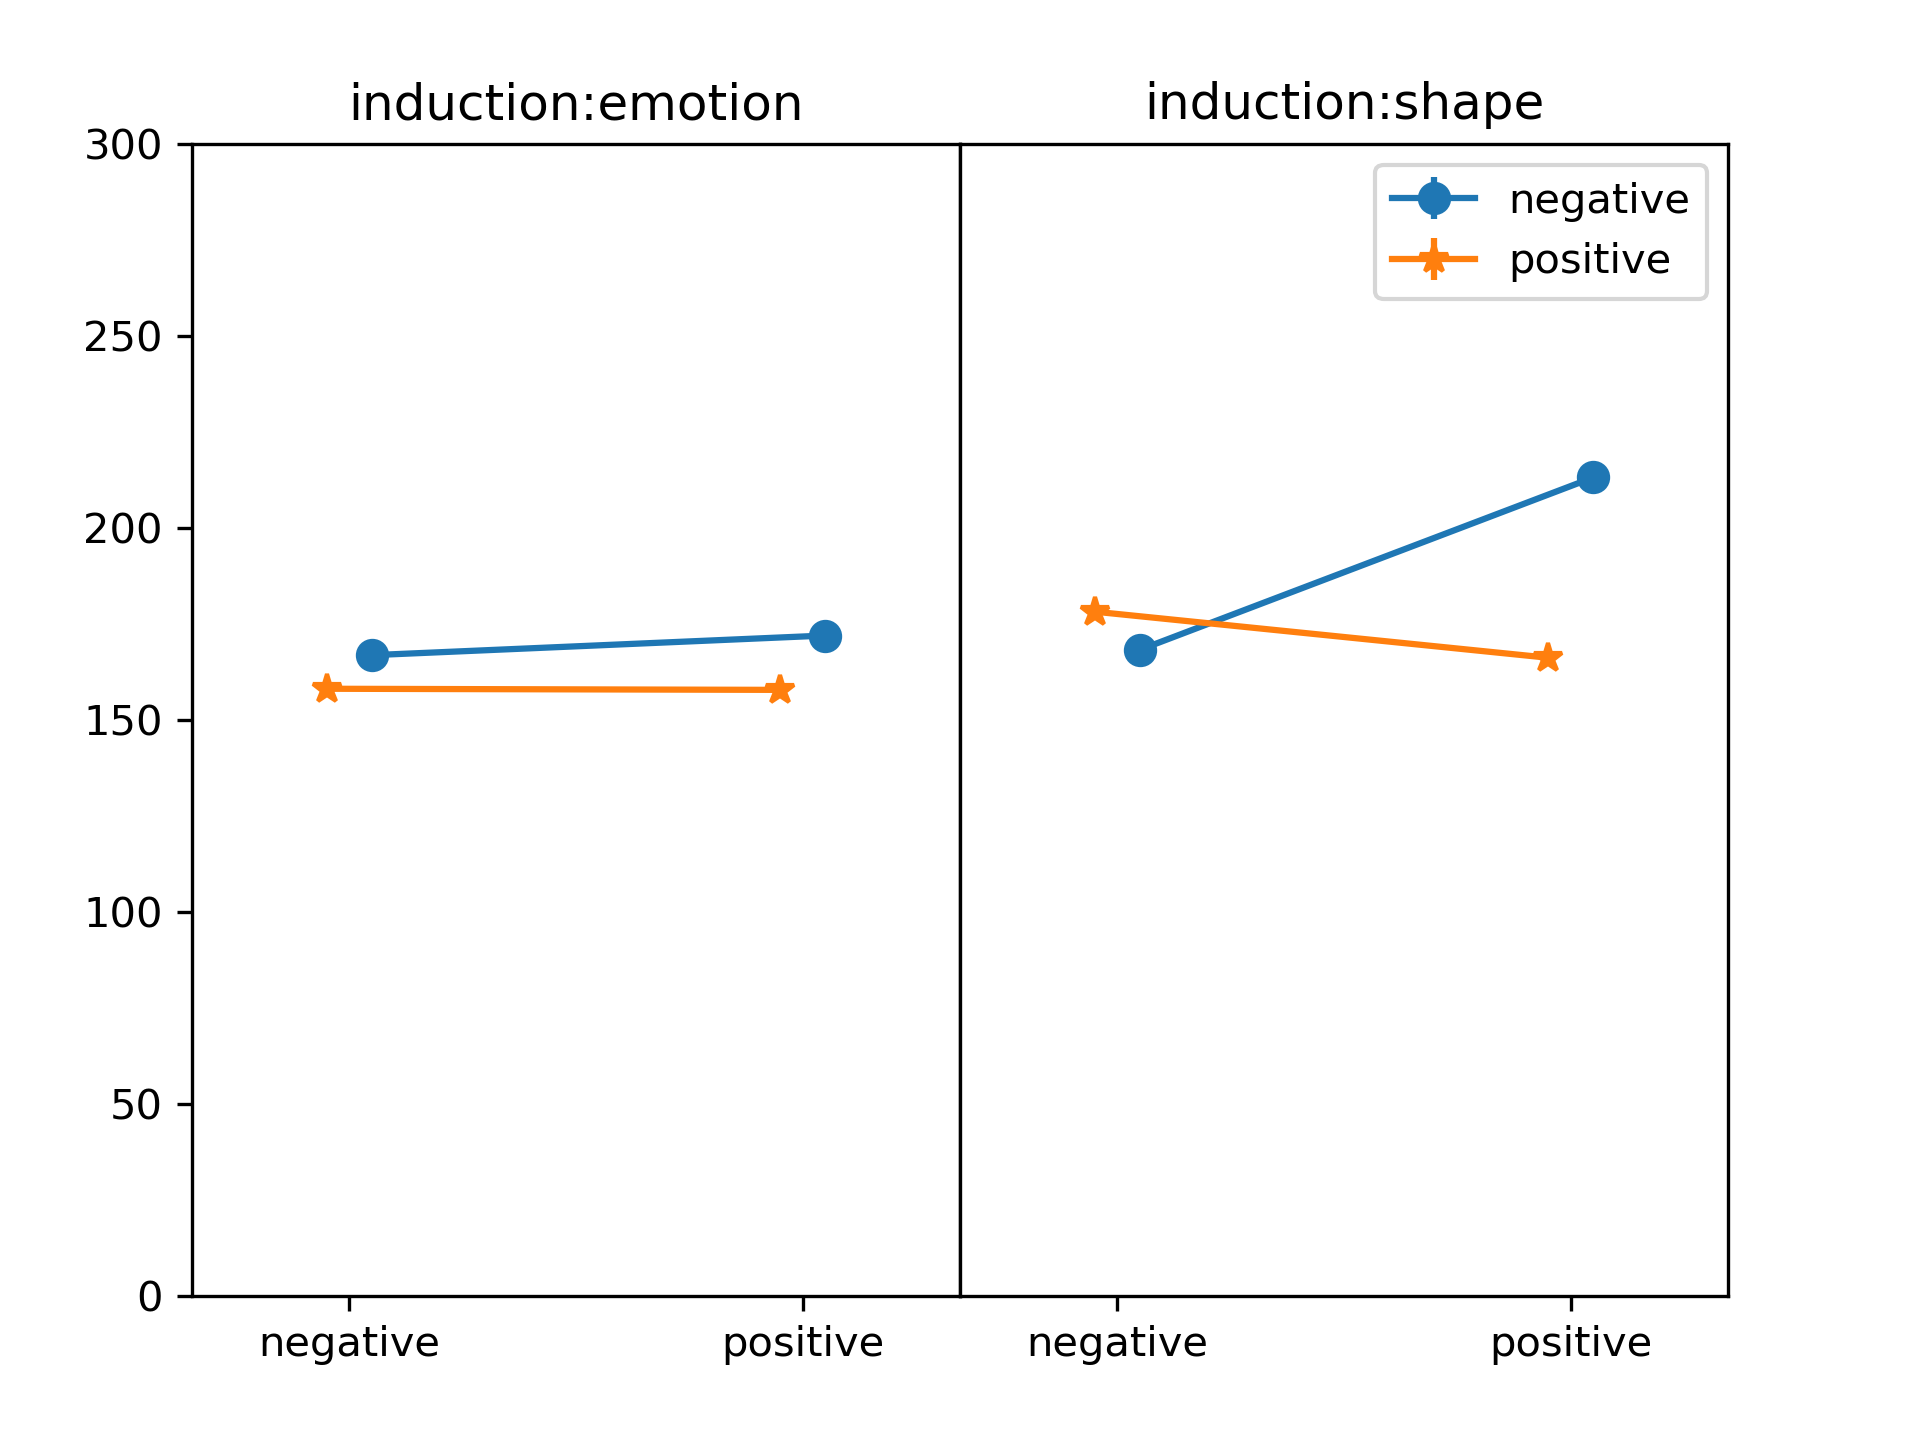 induction:emotion
induction:shape
300
250
200
150
100
50
0
negative
positive
negative
positive
negative
positive